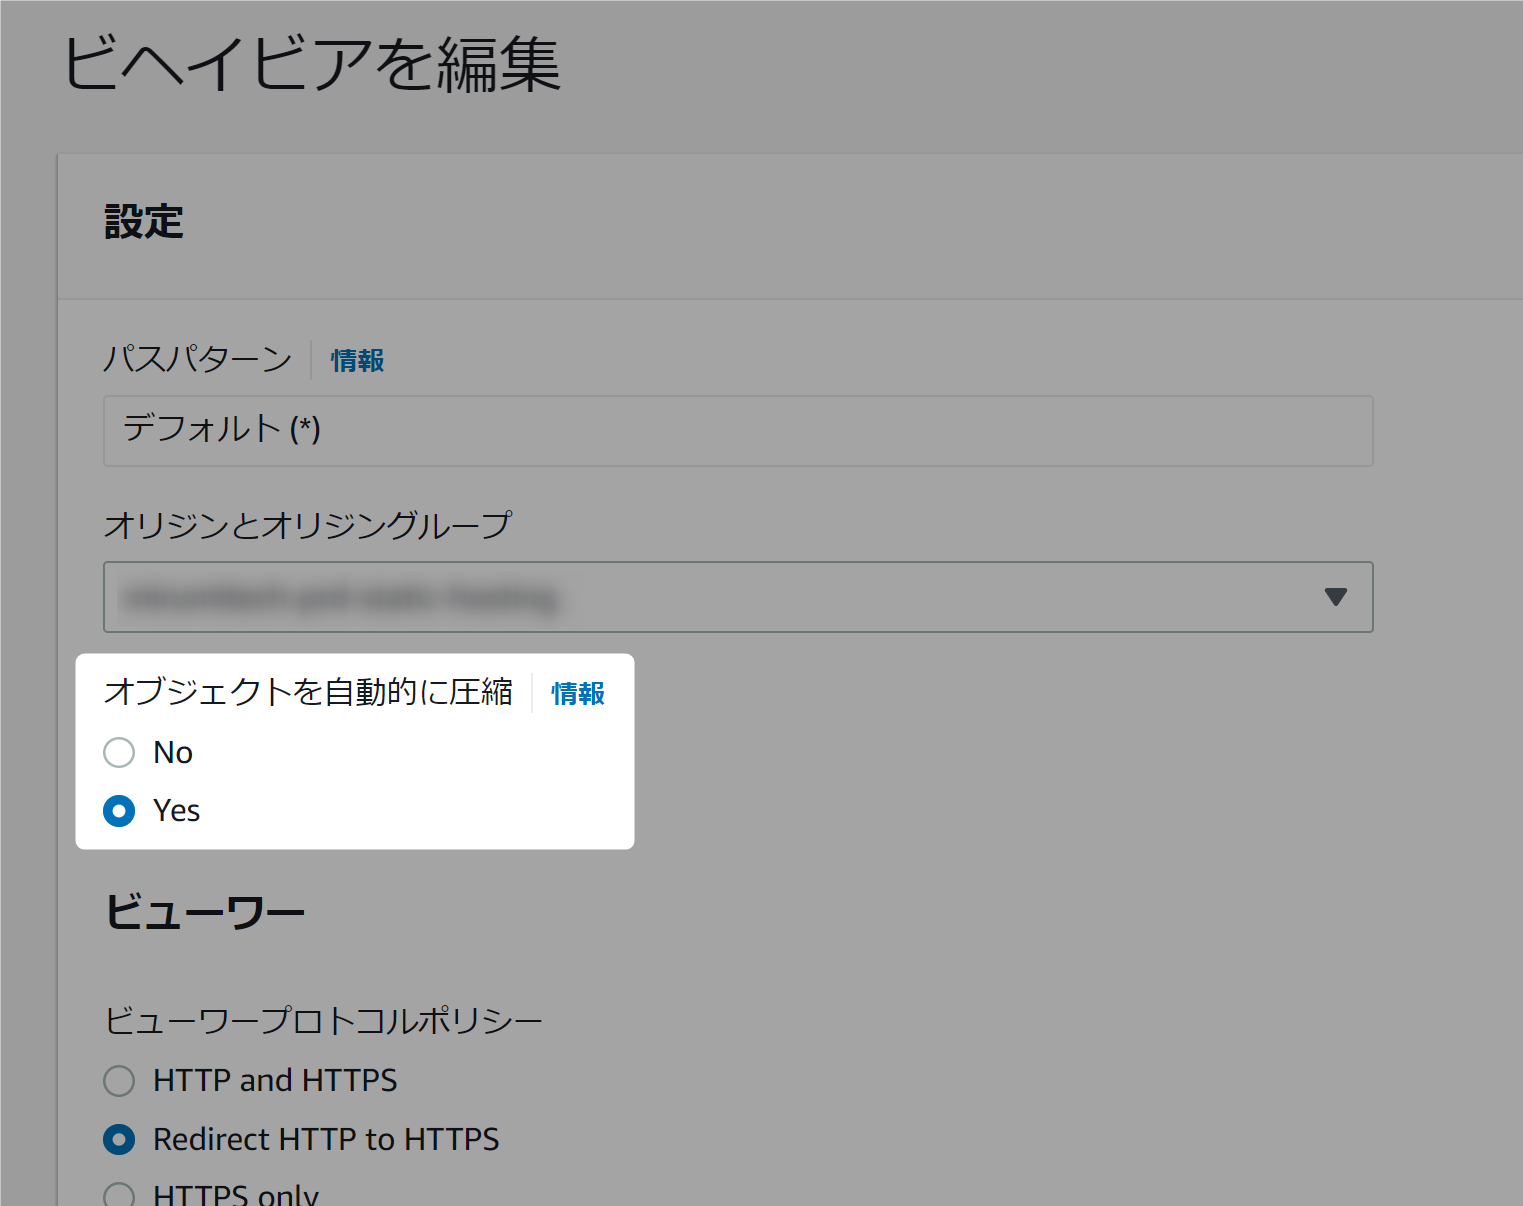 ビヘイビアを編集
設定
パスパターン 情報
デフォルト (*)
オリジンとオリジングループ
オブジェクトを自動的に圧縮 情報
No
Yes
ビューワー
ビューワープロトコルポリシー
HTTP and HTTPS
Redirect HTTP to HTTPS
HTTPS only